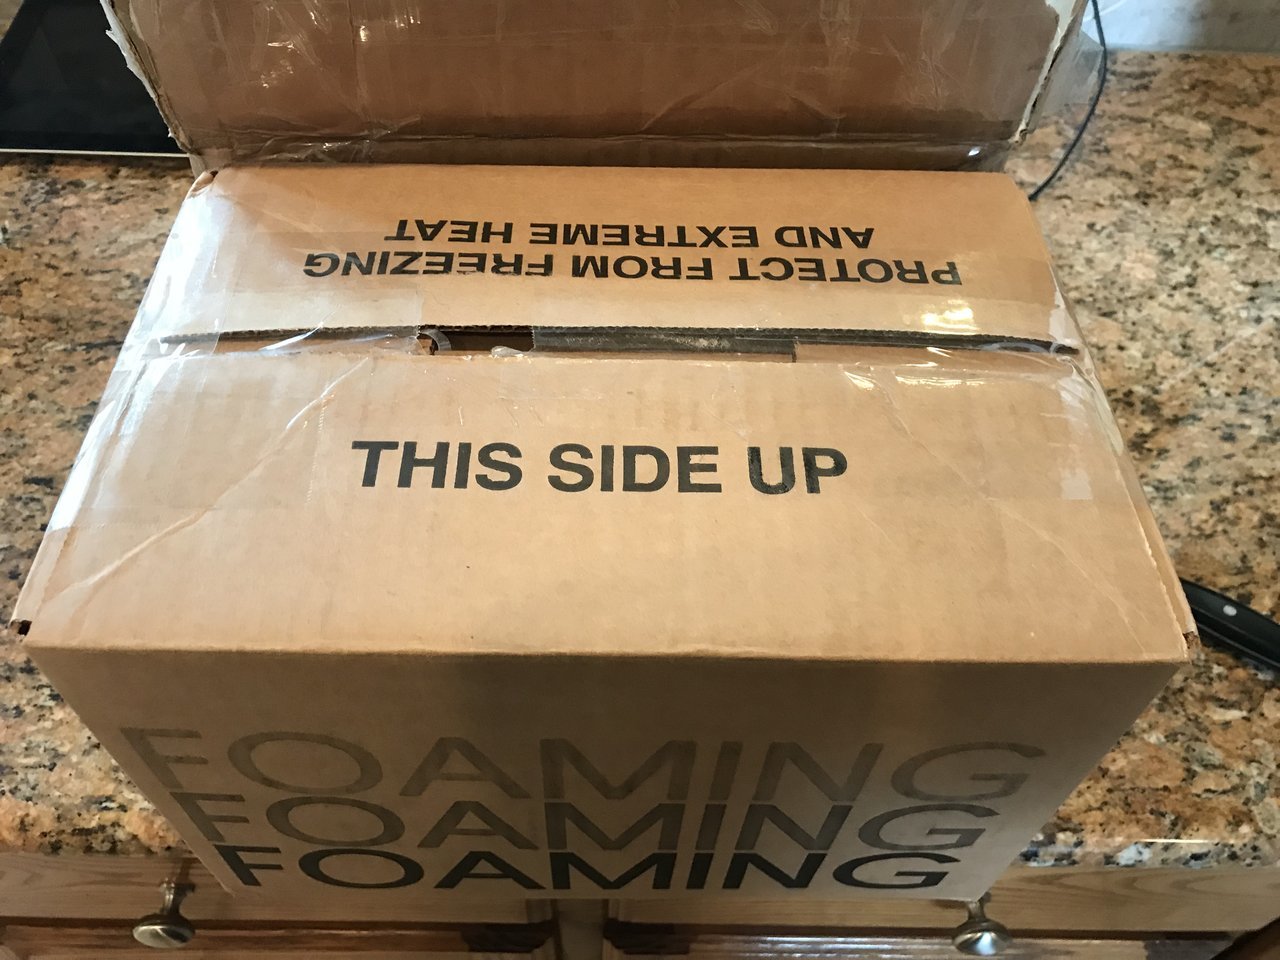 PROTECT FROM FREEZING
AND EXTREME HEAT
THIS SIDE UP
FOAMING
FOAMING
FOAMING